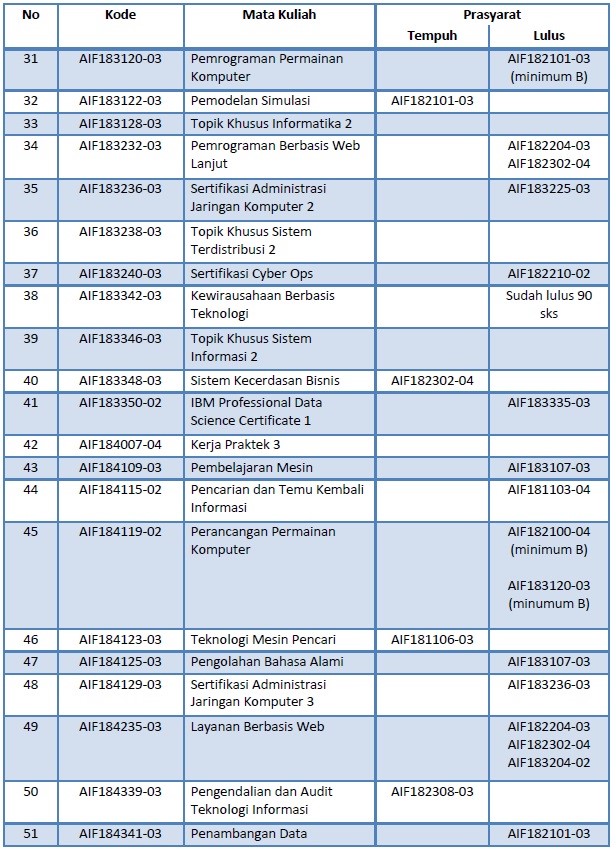 No Kode Mata Kuliah Prasyarat
Tempuh Lulus
31 AIF183120-03 Pemrograman Permainan AIF182101-03
Komputer (minimum B)
32 AIF183122-03 Pemodelan Simulasi AIF182101-03
33 AIF183128-03 Topik Khusus Informatika 2
34 AIF183232-03 Pemrograman Berbasis Web AIF182204-03
Lanjut AIF182302-04
35 AIF183236-03 Sertifikasi Administrasi AIF183225-03
Jaringan Komputer 2
36 AIF183238-03 Topik Khusus Sistem
Terdistribusi 2
37 AIF183240-03 Sertifikasi Cyber Ops AIF182210-02
38 AIF183342-03 Kewirausahaan Berbasis Sudah lulus 90
Teknologi sks
39 AIF183346-03 Topik Khusus Sistem
Informasi 2
40 AIF183348-03 Sistem Kecerdasan Bisnis AIF182302-04
41 AIF183350-02 IBM Professional Data AIF183335-03
Science Certificate 1
42 AIF184007-04 Kerja Praktek 3
43 AIF184109-03 Pembelajaran Mesin AIF183107-03
44 AIF184115-02 Pencarian dan Temu Kembali AIF181103-04
Informasi
45 AIF184119-02 Perancangan Permainan AIF182100-04
Komputer (minimum B)
AIF183120-03
(minumum B)
46 AIF184123-03 Teknologi Mesin Pencari AIF181106-03
47 AIF184125-03 Pengolahan Bahasa Alami AIF183107-03
48 AIF184129-03 Sertifikasi Administrasi AIF183236-03
Jaringan Komputer 3
49 AIF184235-03 Layanan Berbasis Web AIF182204-03
AIF182302-04
AIF183204-02
50 AIF184339-03 Pengendalian dan Audit AIF182308-03
Teknologi Informasi
51 AIF184341-03 Penambangan Data AIF182101-03